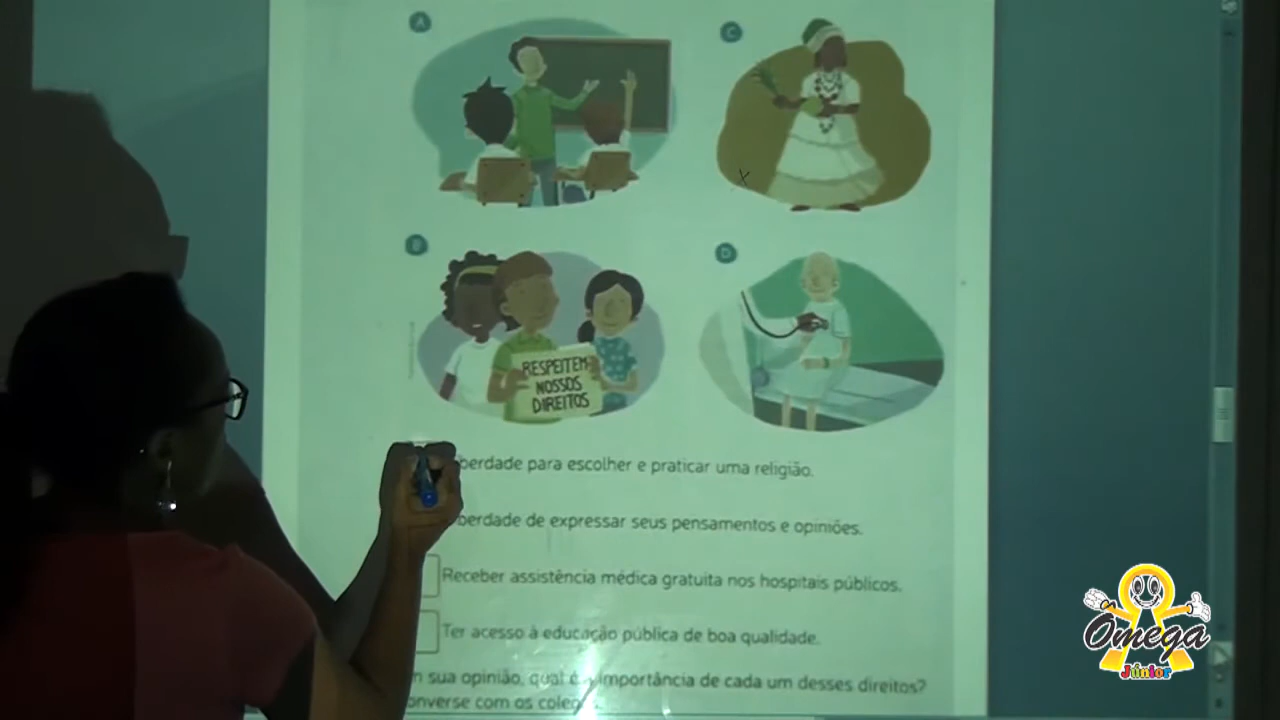 A
C
X
B
D
RESPEITEM
NOSSOS
DIREITOS
berdade para escolher e praticar uma religião.
berdade de expressar seus pensamentos e opiniões.
Receber assistência médica gratuita nos hospitais públicos.
Ter acesso à educação pública de boa qualidade.
sua opinião, qual é a importância de cada um desses direitos?
onverse com os coleg
Omega
Júnior